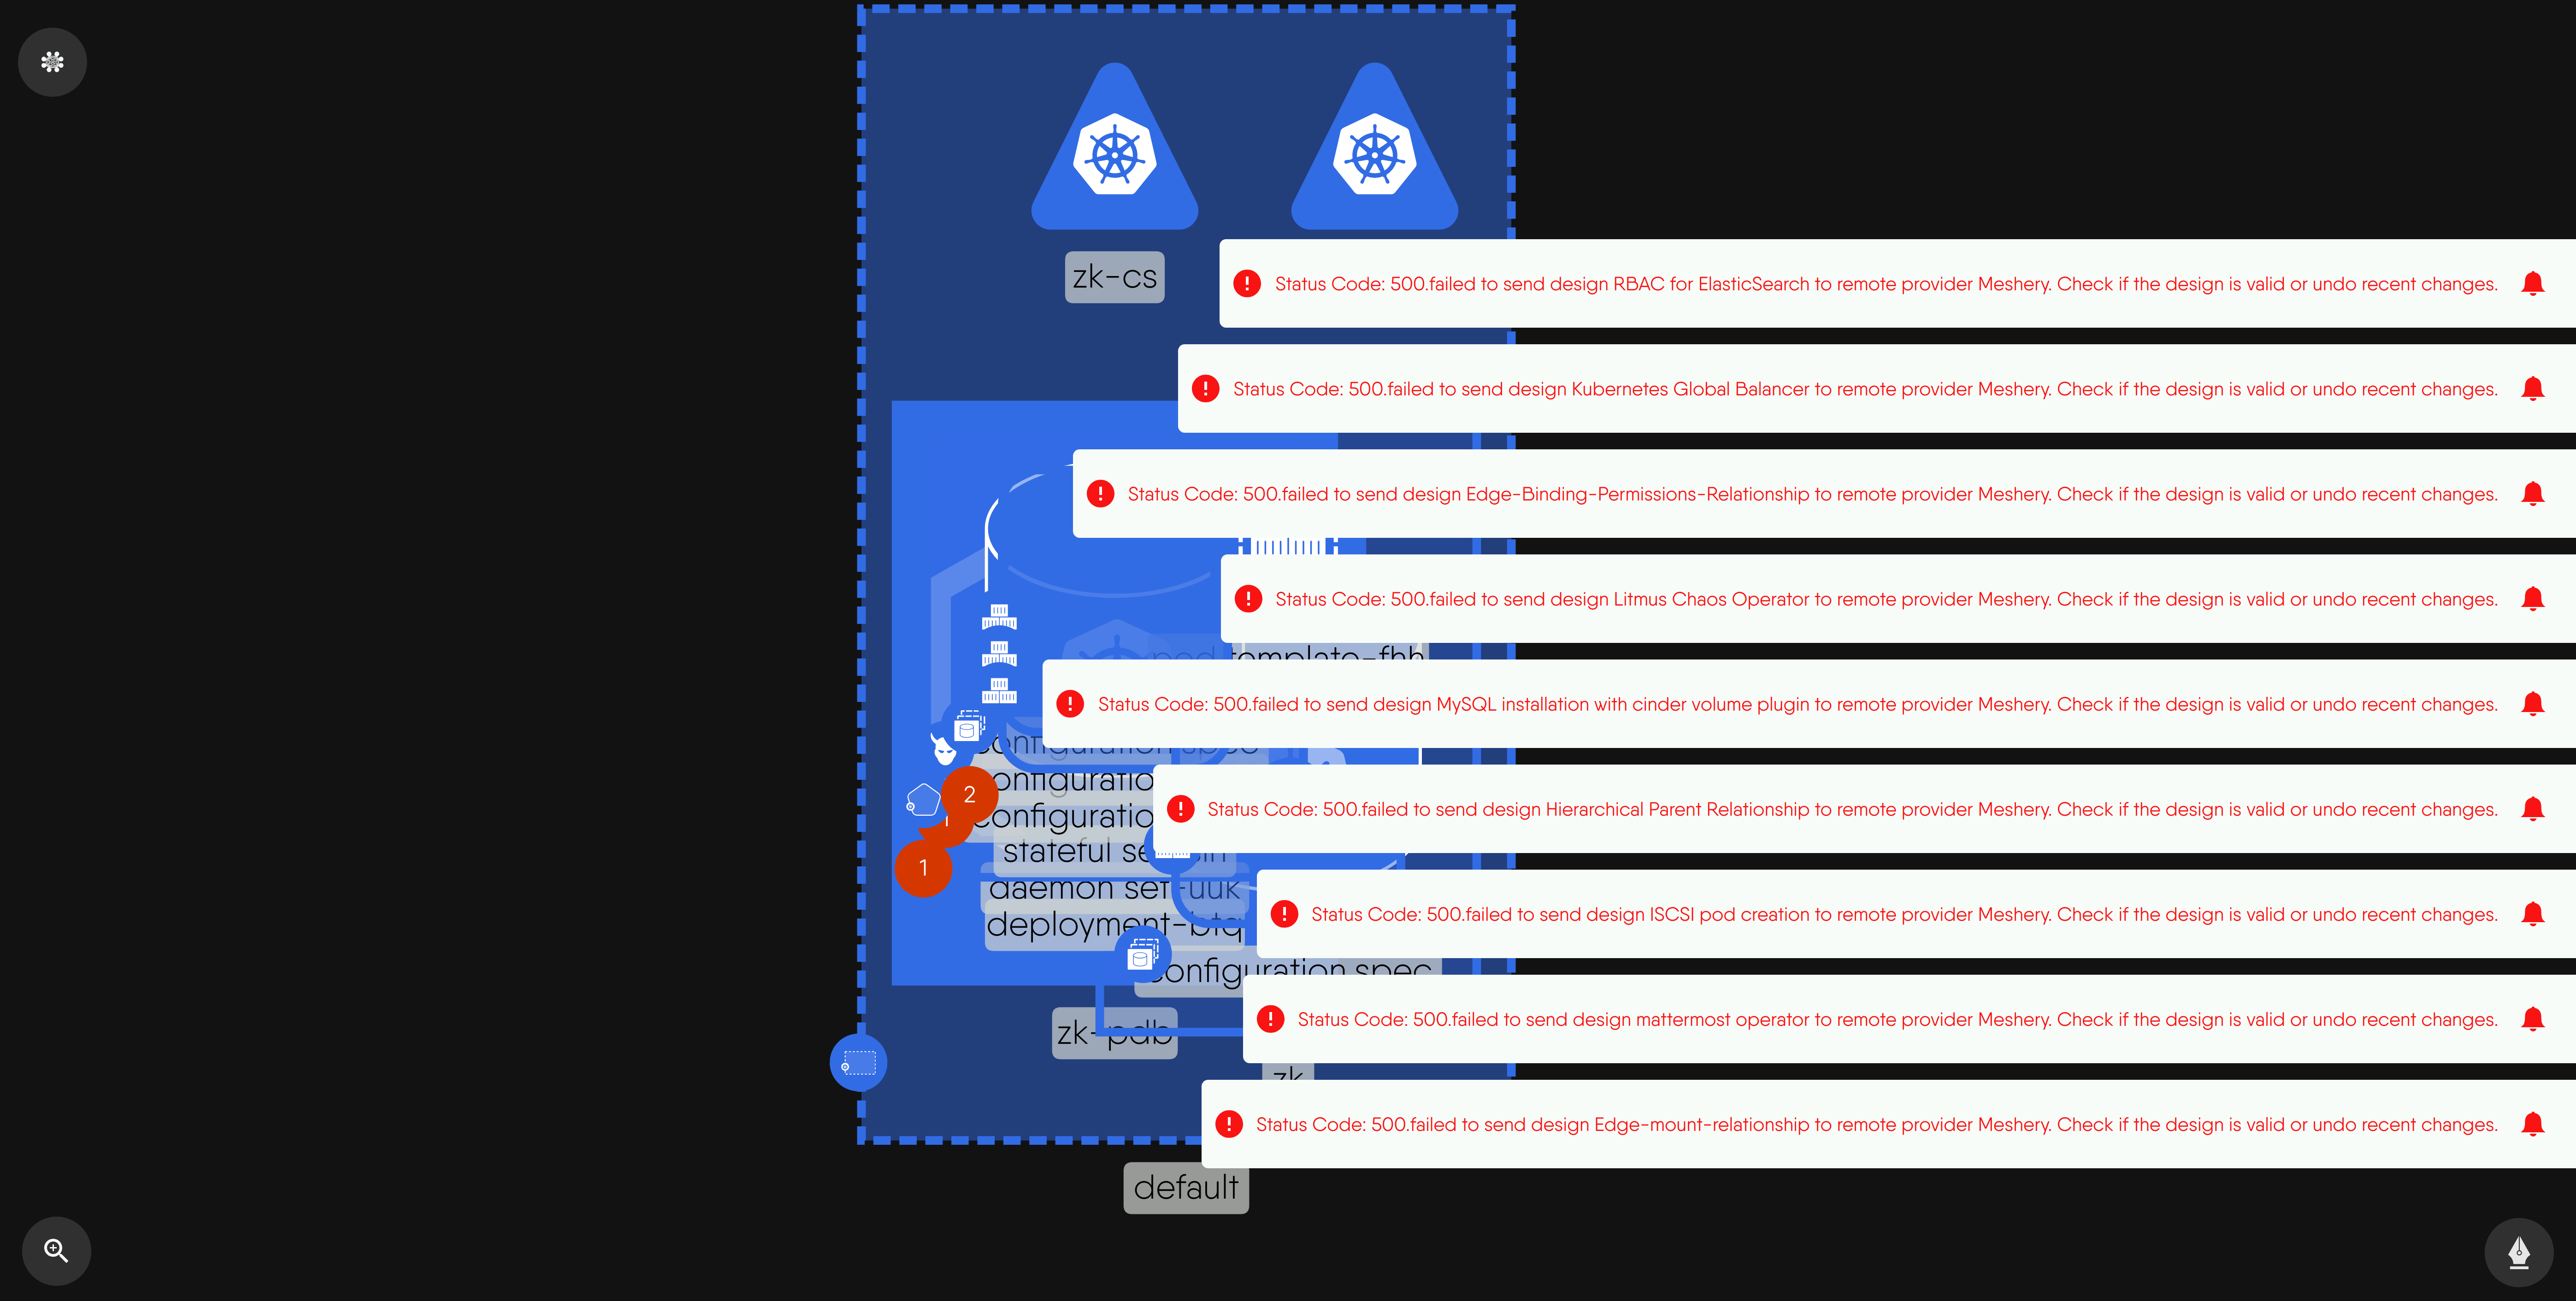 zk-cs
Status Code: 500.failed to send design RBAC for ElasticSearch to remote provider Meshery. Check if the design is valid or undo recent changes.
Status Code: 500.failed to send design Kubernetes Global Balancer to remote provider Meshery. Check if the design is valid or undo recent changes.
Status Code: 500.failed to send design Edge-Binding-Permissions-Relationship to remote provider Meshery. Check if the design is valid or undo recent changes.
Status Code: 500.failed to send design Litmus Chaos Operator to remote provider Meshery. Check if the design is valid or undo recent changes.
pod template-fhh
Status Code: 500.failed to send design MySQL installation with cinder volume plugin to remote provider Meshery. Check if the design is valid or undo recent changes.
configuration spec
2
Status Code: 500.failed to send design Hierarchical Parent Relationship to remote provider Meshery. Check if the design is valid or undo recent changes.
stateful
1
daemon set-uuk
Status Code: 500.failed to send design ISCSI pod creation to remote provider Meshery. Check if the design is valid or undo recent changes.
deployment-btq
configuration spec
Status Code: 500.failed to send design mattermost operator to remote provider Meshery. Check if the design is valid or undo recent changes.
zk-pdb
zk
Status Code: 500.failed to send design Edge-mount-relationship to remote provider Meshery. Check if the design is valid or undo recent changes.
default